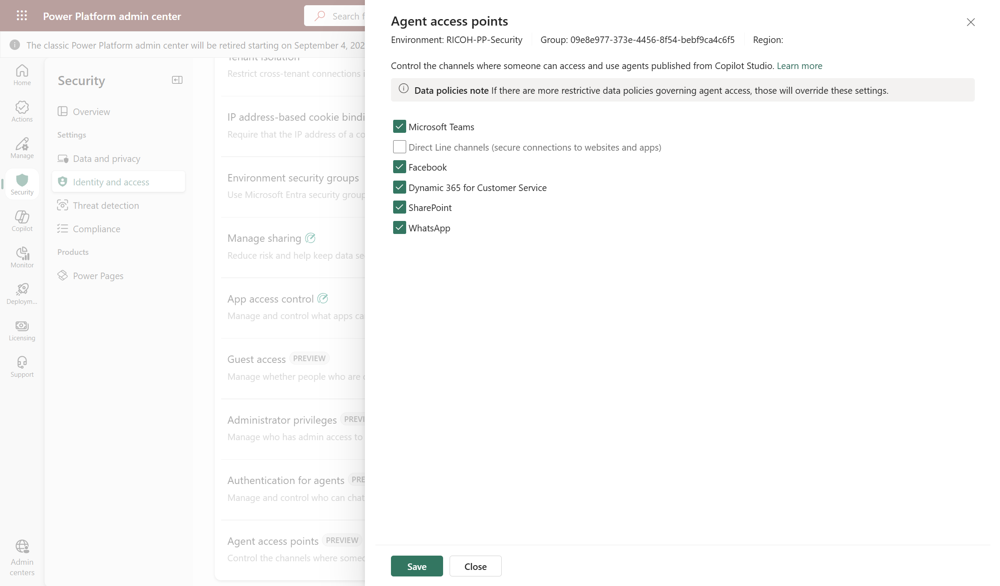 Power Platform admin center
Search f
The classic Power Platform admin center will be retired starting on September 4, 202
Home
Actions
Manage
Security
Copilot
Monitor
Deploym...
Licensing
Support
Admin
centers
Security
Overview
Settings
Data and privacy
Identity and access
Threat detection
Compliance
Products
Power Pages
Tenant isolation
Restrict cross-tenant connections i
IP address-based cookie bindi
Require that the IP address of a co
Environment security groups
Use Microsoft Entra security group
Manage sharing
Reduce risk and help keep data se
App access control
Manage and control what apps ca
Guest access PREVIEW
Manage whether people who are
Administrator privileges PREVI
Manage who has admin access to
Authentication for agents PRE
Manage and control who can chat
Agent access points PREVIEW
Control the channels where someo
Agent access points
Environment: RICOH-PP-Security Group: 09e8e977-373e-4456-8f54-bebf9ca4c6f5 Region:
Control the channels where someone can access and use agents published from Copilot Studio. Learn more
Data policies note If there are more restrictive data policies governing agent access, those will override these settings.
Microsoft Teams
Direct Line channels (secure connections to websites and apps)
Facebook
Dynamic 365 for Customer Service
SharePoint
WhatsApp
Save
Close